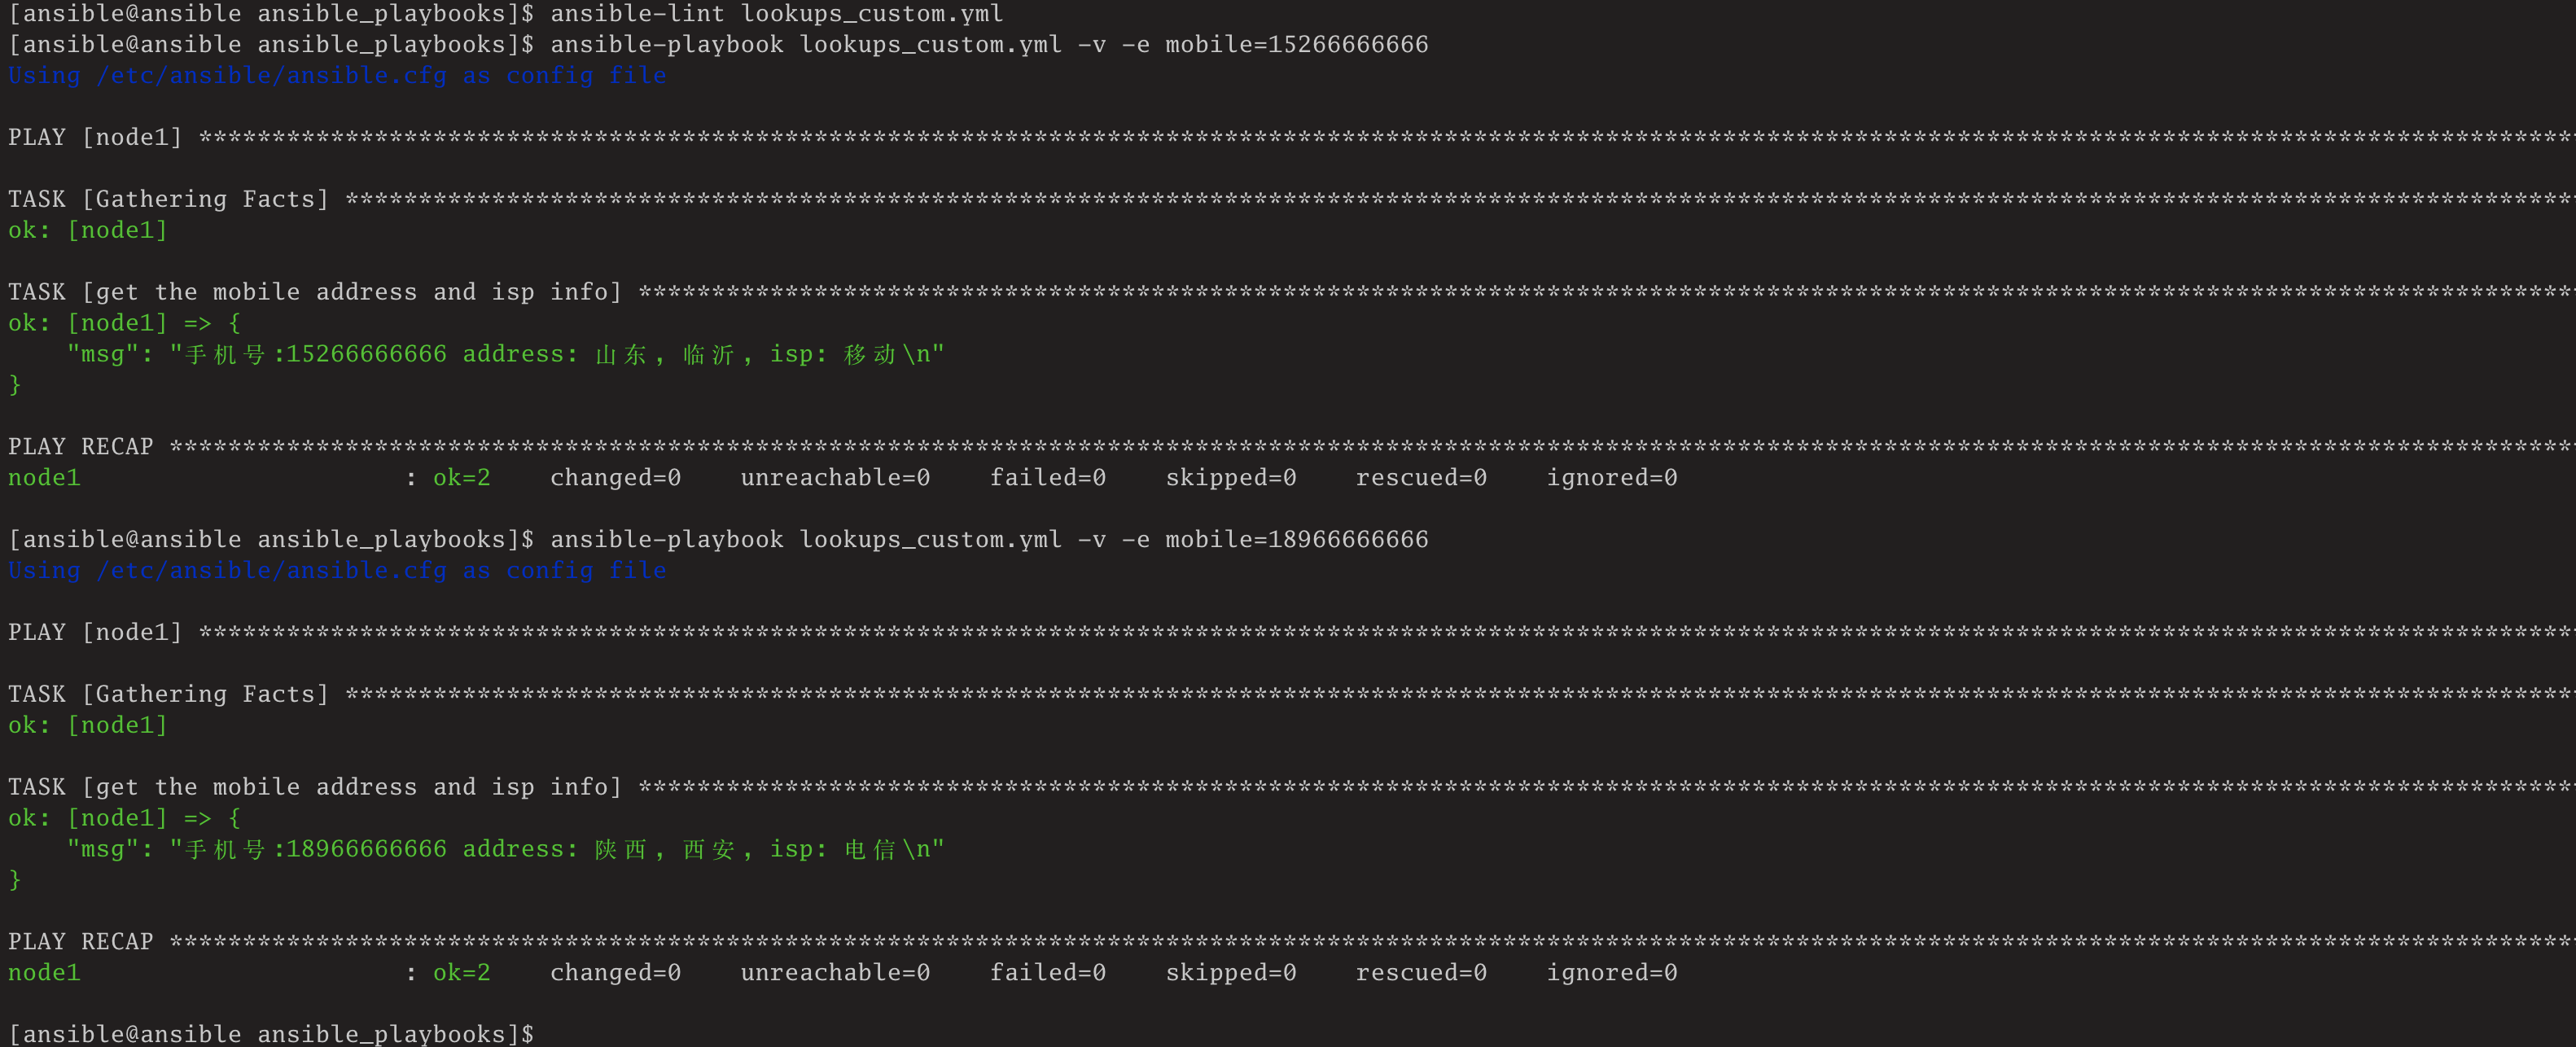 [ansible@ansible ansible_playbooks]$ ansible-lint lookups_custom.yml
[ansible@ansible ansible_playbooks]$ ansible-playbook lookups_custom.yml -v -e mobile=15266666666
Using /etc/ansible/ansible.cfg as config file
PLAY [node1] ******************************************************************************************************************************************************************
TASK [Gathering Facts] ********************************************************************************************************************************************************
ok: [node1]
TASK [get the mobile address and isp info] ************************************************************************************************************************************
ok: [node1] => {
    "msg": "手机号:15266666666 address: 山东, 临沂, isp: 移动\n"
}
PLAY RECAP ********************************************************************************************************************************************************************
node1                      : ok=2    changed=0    unreachable=0    failed=0    skipped=0    rescued=0    ignored=0
[ansible@ansible ansible_playbooks]$ ansible-playbook lookups_custom.yml -v -e mobile=18966666666
Using /etc/ansible/ansible.cfg as config file
PLAY [node1] ******************************************************************************************************************************************************************
TASK [Gathering Facts] ********************************************************************************************************************************************************
ok: [node1]
TASK [get the mobile address and isp info] ************************************************************************************************************************************
ok: [node1] => {
    "msg": "手机号:18966666666 address: 陕西, 西安, isp: 电信\n"
}
PLAY RECAP ********************************************************************************************************************************************************************
node1                      : ok=2    changed=0    unreachable=0    failed=0    skipped=0    rescued=0    ignored=0
[ansible@ansible ansible_playbooks]$